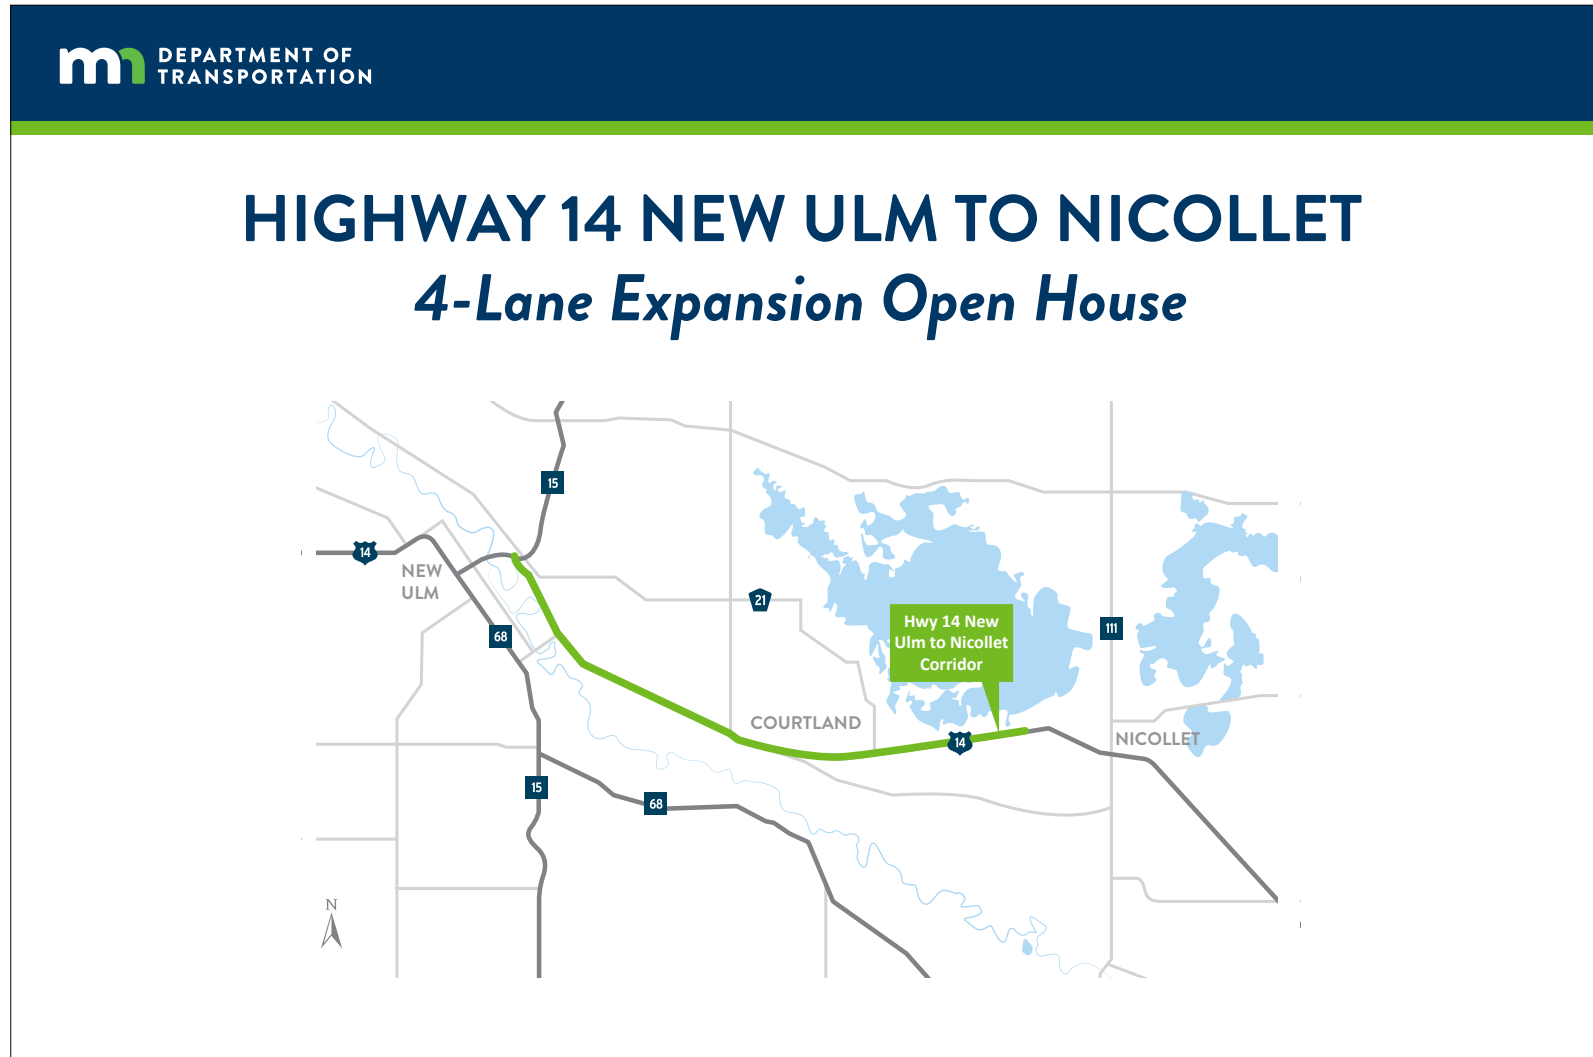 mn DEPARTMENT OF
TRANSPORTATION
HIGHWAY 14 NEW ULM TO NICOLLET
4-Lane Expansion Open House
15
14
NEW
ULM
21
68
Hwy 14 New
Ulm to Nicollet
Corridor
111
COURTLAND
14
NICOLLET
15
68
N